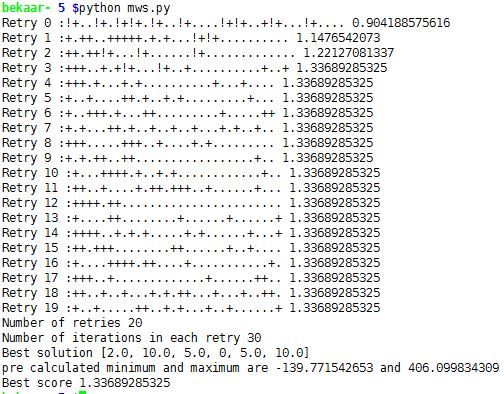 bekaar- 5 $python mws.py
Retry 0 :!+..!+.!+!..!+...!+....!+!+..+!+...!+.... 0.904188575616
Retry 1 :+.++..+++++.+.+..!+!+........... 1.1476542073
Retry 2 :++.++!+...!+......!+............ 1.22127081337
Retry 3 :+++..+.+!+...!+..+............+..+ 1.33689285325
Retry 4 :+++.+...+..+..........+....+.... 1.33689285325
Retry 5 :+..+....++..+.+.+..........+.... 1.33689285325
Retry 6 :+..+++.+...++..+.......+.....++ 1.33689285325
Retry 7 :+.+...++.+..+.+..+..+....+..+... 1.33689285325
Retry 8 :+++.....+++..+....+...+......... 1.33689285325
Retry 9 :+.+.++..++..................+.. 1.33689285325
Retry 10 :+...++++.+..+....+..........+.. 1.33689285325
Retry 11 :++...+....+.++.+++..+....+...+. 1.33689285325
Retry 12 :++++.++....................... 1.33689285325
Retry 13 :+....++.........+......+.....+. 1.33689285325
Retry 14 :++++..+.+.++.+.+.....+..+..... 1.33689285325
Retry 15 :++.+++.........++......+..+.... 1.33689285325
Retry 16 :+....++++..+.+............+. 1.33689285325
Retry 17 :+++..+..............+......++.. 1.33689285325
Retry 18 :++..+..+...+.+.++...+...+..++. 1.33689285325
Retry 19 :+..++...+..+++.+.+.......+..+ 1.33689285325
Number of retries 20
Number of iterations in each retry 30
Best solution [2.0, 10.0, 5.0, 0, 5.0, 10.0]
pre calculated minimum and maximum are -139.771542653 and 406.099834309
Best score 1.33689285325